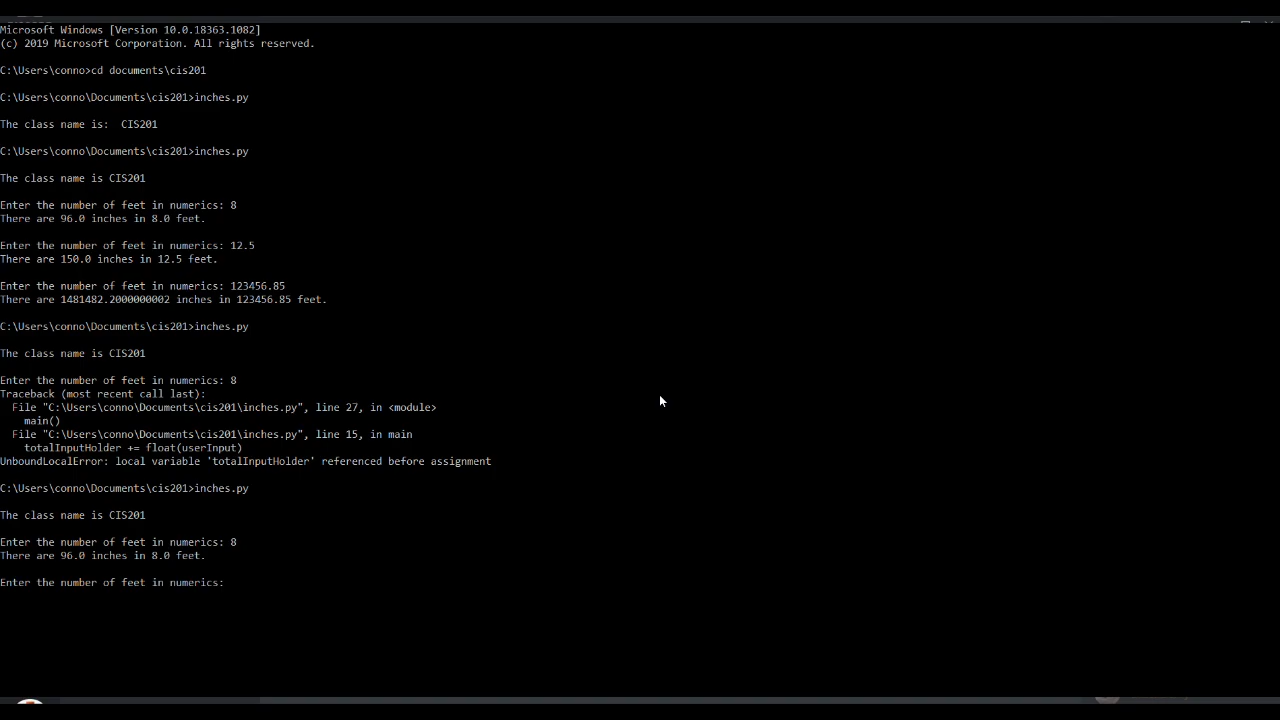 Microsoft Windows [Version 10.0.18363.1082]
(c) 2019 Microsoft Corporation. All rights reserved.
C:\Users\conno>cd documents\cis201
C:\Users\conno\Documents\cis201>inches.py
The class name is:  CIS201
C:\Users\conno\Documents\cis201>inches.py
The class name is CIS201
Enter the number of feet in numerics: 8
There are 96.0 inches in 8.0 feet.
Enter the number of feet in numerics: 12.5
There are 150.0 inches in 12.5 feet.
Enter the number of feet in numerics: 123456.85
There are 1481482.2000000002 inches in 123456.85 feet.
C:\Users\conno\Documents\cis201>inches.py
The class name is CIS201
Enter the number of feet in numerics: 8
Traceback (most recent call last):
  File "C:\Users\conno\Documents\cis201\inches.py", line 27, in <module>
    main()
  File "C:\Users\conno\Documents\cis201\inches.py", line 15, in main
    totalInputHolder += float(userInput)
UnboundLocalError: local variable 'totalInputHolder' referenced before assignment
C:\Users\conno\Documents\cis201>inches.py
The class name is CIS201
Enter the number of feet in numerics: 8
There are 96.0 inches in 8.0 feet.
Enter the number of feet in numerics: